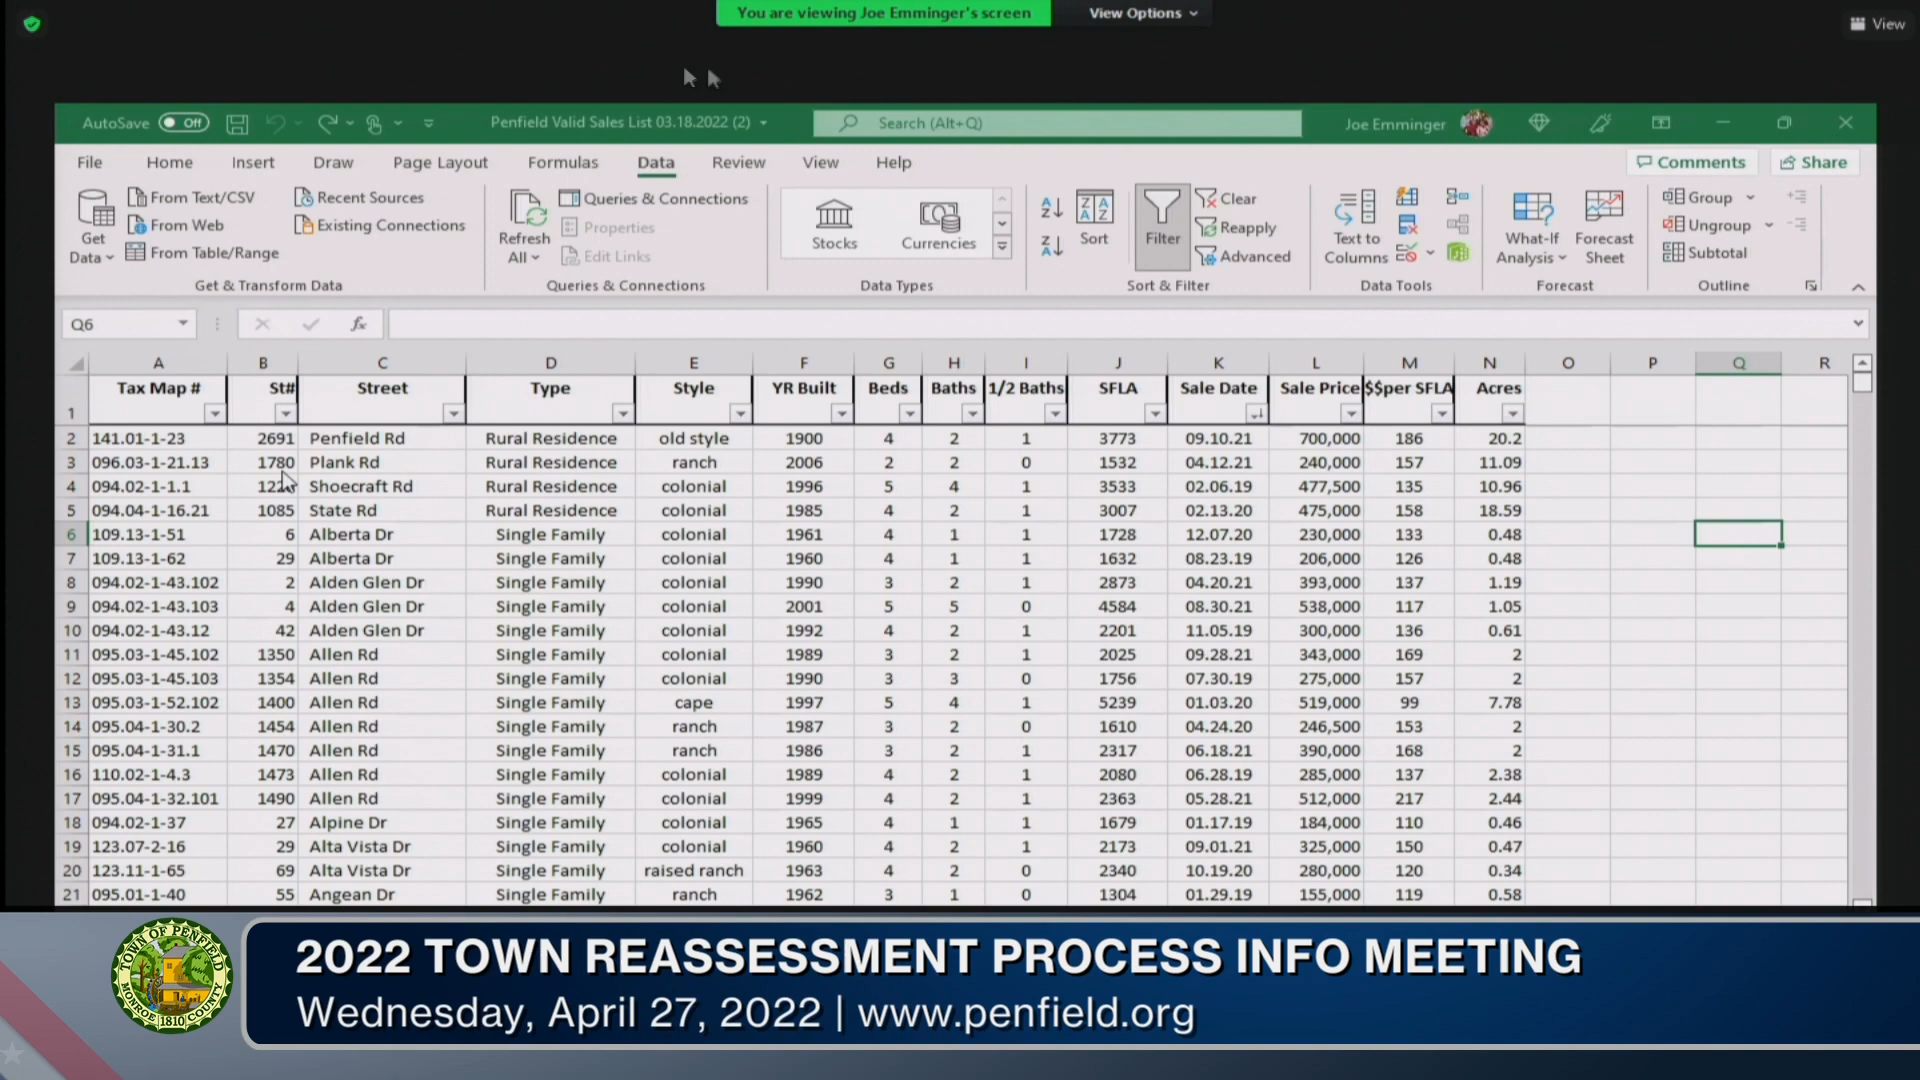 You are viewing Joe Emminger's screen
View Options
View
AutoSave Off
Penfield Valid Sales List 03.18.2022 (2)
Search (Alt+Q)
Joe Emminger
File Home Insert Draw Page Layout Formulas Data Review View Help
Comments Share
Get Data
From Text/CSV
From Web
From Table/Range
Recent Sources
Existing Connections
Refresh All
Queries & Connections
Properties
Edit Links
Stocks
Currencies
Sort
Filter
Clear
Reapply
Advanced
Text to Columns
What-If Analysis
Forecast Sheet
Group
Ungroup
Subtotal
Get & Transform Data Queries & Connections Data Types Sort & Filter Data Tools Forecast Outline
Q6 fx
A B C D E F G H I J K L M N O P Q R
1 Tax Map # St# Street Type Style YR Built Beds Baths 1/2 Baths SFLA Sale Date Sale Price $$per SFLA Acres
2 141.01-1-23 2691 Penfield Rd Rural Residence old style 1900 4 2 1 3773 09.10.21 700,000 186 20.2
3 096.03-1-21.13 1780 Plank Rd Rural Residence ranch 2006 2 2 0 1532 04.12.21 240,000 157 11.09
4 094.02-1-1.1 Shoecraft Rd Rural Residence colonial 1996 5 4 1 3533 02.06.19 477,500 135 10.96
5 094.04-1-16.21 1085 State Rd Rural Residence colonial 1985 4 2 1 3007 02.13.20 475,000 158 18.59
6 109.13-1-51 6 Alberta Dr Single Family colonial 1961 4 1 1 1728 12.07.20 230,000 133 0.48
7 109.13-1-62 29 Alberta Dr Single Family colonial 1960 4 1 1 1632 08.23.19 206,000 126 0.48
8 094.02-1-43.102 2 Alden Glen Dr Single Family colonial 1990 3 2 1 2873 04.20.21 393,000 137 1.19
9 094.02-1-43.103 4 Alden Glen Dr Single Family colonial 2001 5 5 0 4584 08.30.21 538,000 117 1.05
10 094.02-1-43.12 42 Alden Glen Dr Single Family colonial 1992 4 2 1 2201 11.05.19 300,000 136 0.61
11 095.03-1-45.102 1350 Allen Rd Single Family colonial 1989 3 2 1 2025 09.28.21 343,000 169 2
12 095.03-1-45.103 1354 Allen Rd Single Family colonial 1990 3 3 0 1756 07.30.19 275,000 157 2
13 095.03-1-52.102 1400 Allen Rd Single Family cape 1997 5 4 1 5239 01.03.20 519,000 99 7.78
14 095.04-1-30.2 1454 Allen Rd Single Family ranch 1987 3 2 0 1610 04.24.20 246,500 153 2
15 095.04-1-31.1 1470 Allen Rd Single Family ranch 1986 3 2 1 2317 06.18.21 390,000 168 2
16 110.02-1-4.3 1473 Allen Rd Single Family colonial 1989 4 2 1 2080 06.28.19 285,000 137 2.38
17 095.04-1-32.101 1490 Allen Rd Single Family colonial 1999 4 2 1 2363 05.28.21 512,000 217 2.44
18 094.02-1-37 27 Alpine Dr Single Family colonial 1965 4 1 1 1679 01.17.19 184,000 110 0.46
19 123.07-2-16 29 Alta Vista Dr Single Family colonial 1960 4 2 1 2173 09.01.21 325,000 150 0.47
20 123.11-1-65 69 Alta Vista Dr Single Family raised ranch 1963 4 2 0 2340 10.19.20 280,000 120 0.34
21 095.01-1-40 55 Angean Dr Single Family ranch 1962 3 1 0 1304 01.29.19 155,000 119 0.58
TOWN OF PENFIELD
MONROE COUNTY
1810
2022 TOWN REASSESSMENT PROCESS INFO MEETING
Wednesday, April 27, 2022 | www.penfield.org